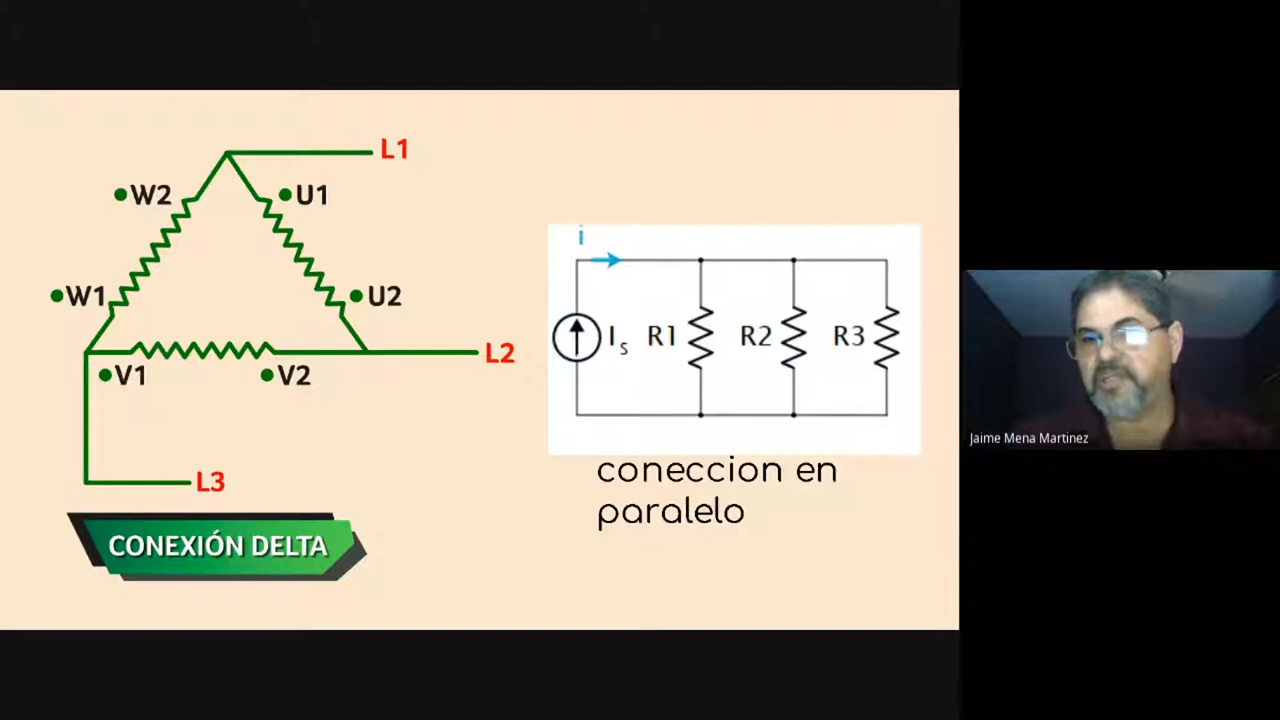 L1
W2
U1
W1
U2
L2
V1
V2
L3
CONEXIÓN DELTA
i
Is
R1
R2
R3
coneccion en
paralelo
Jaime Mena Martinez